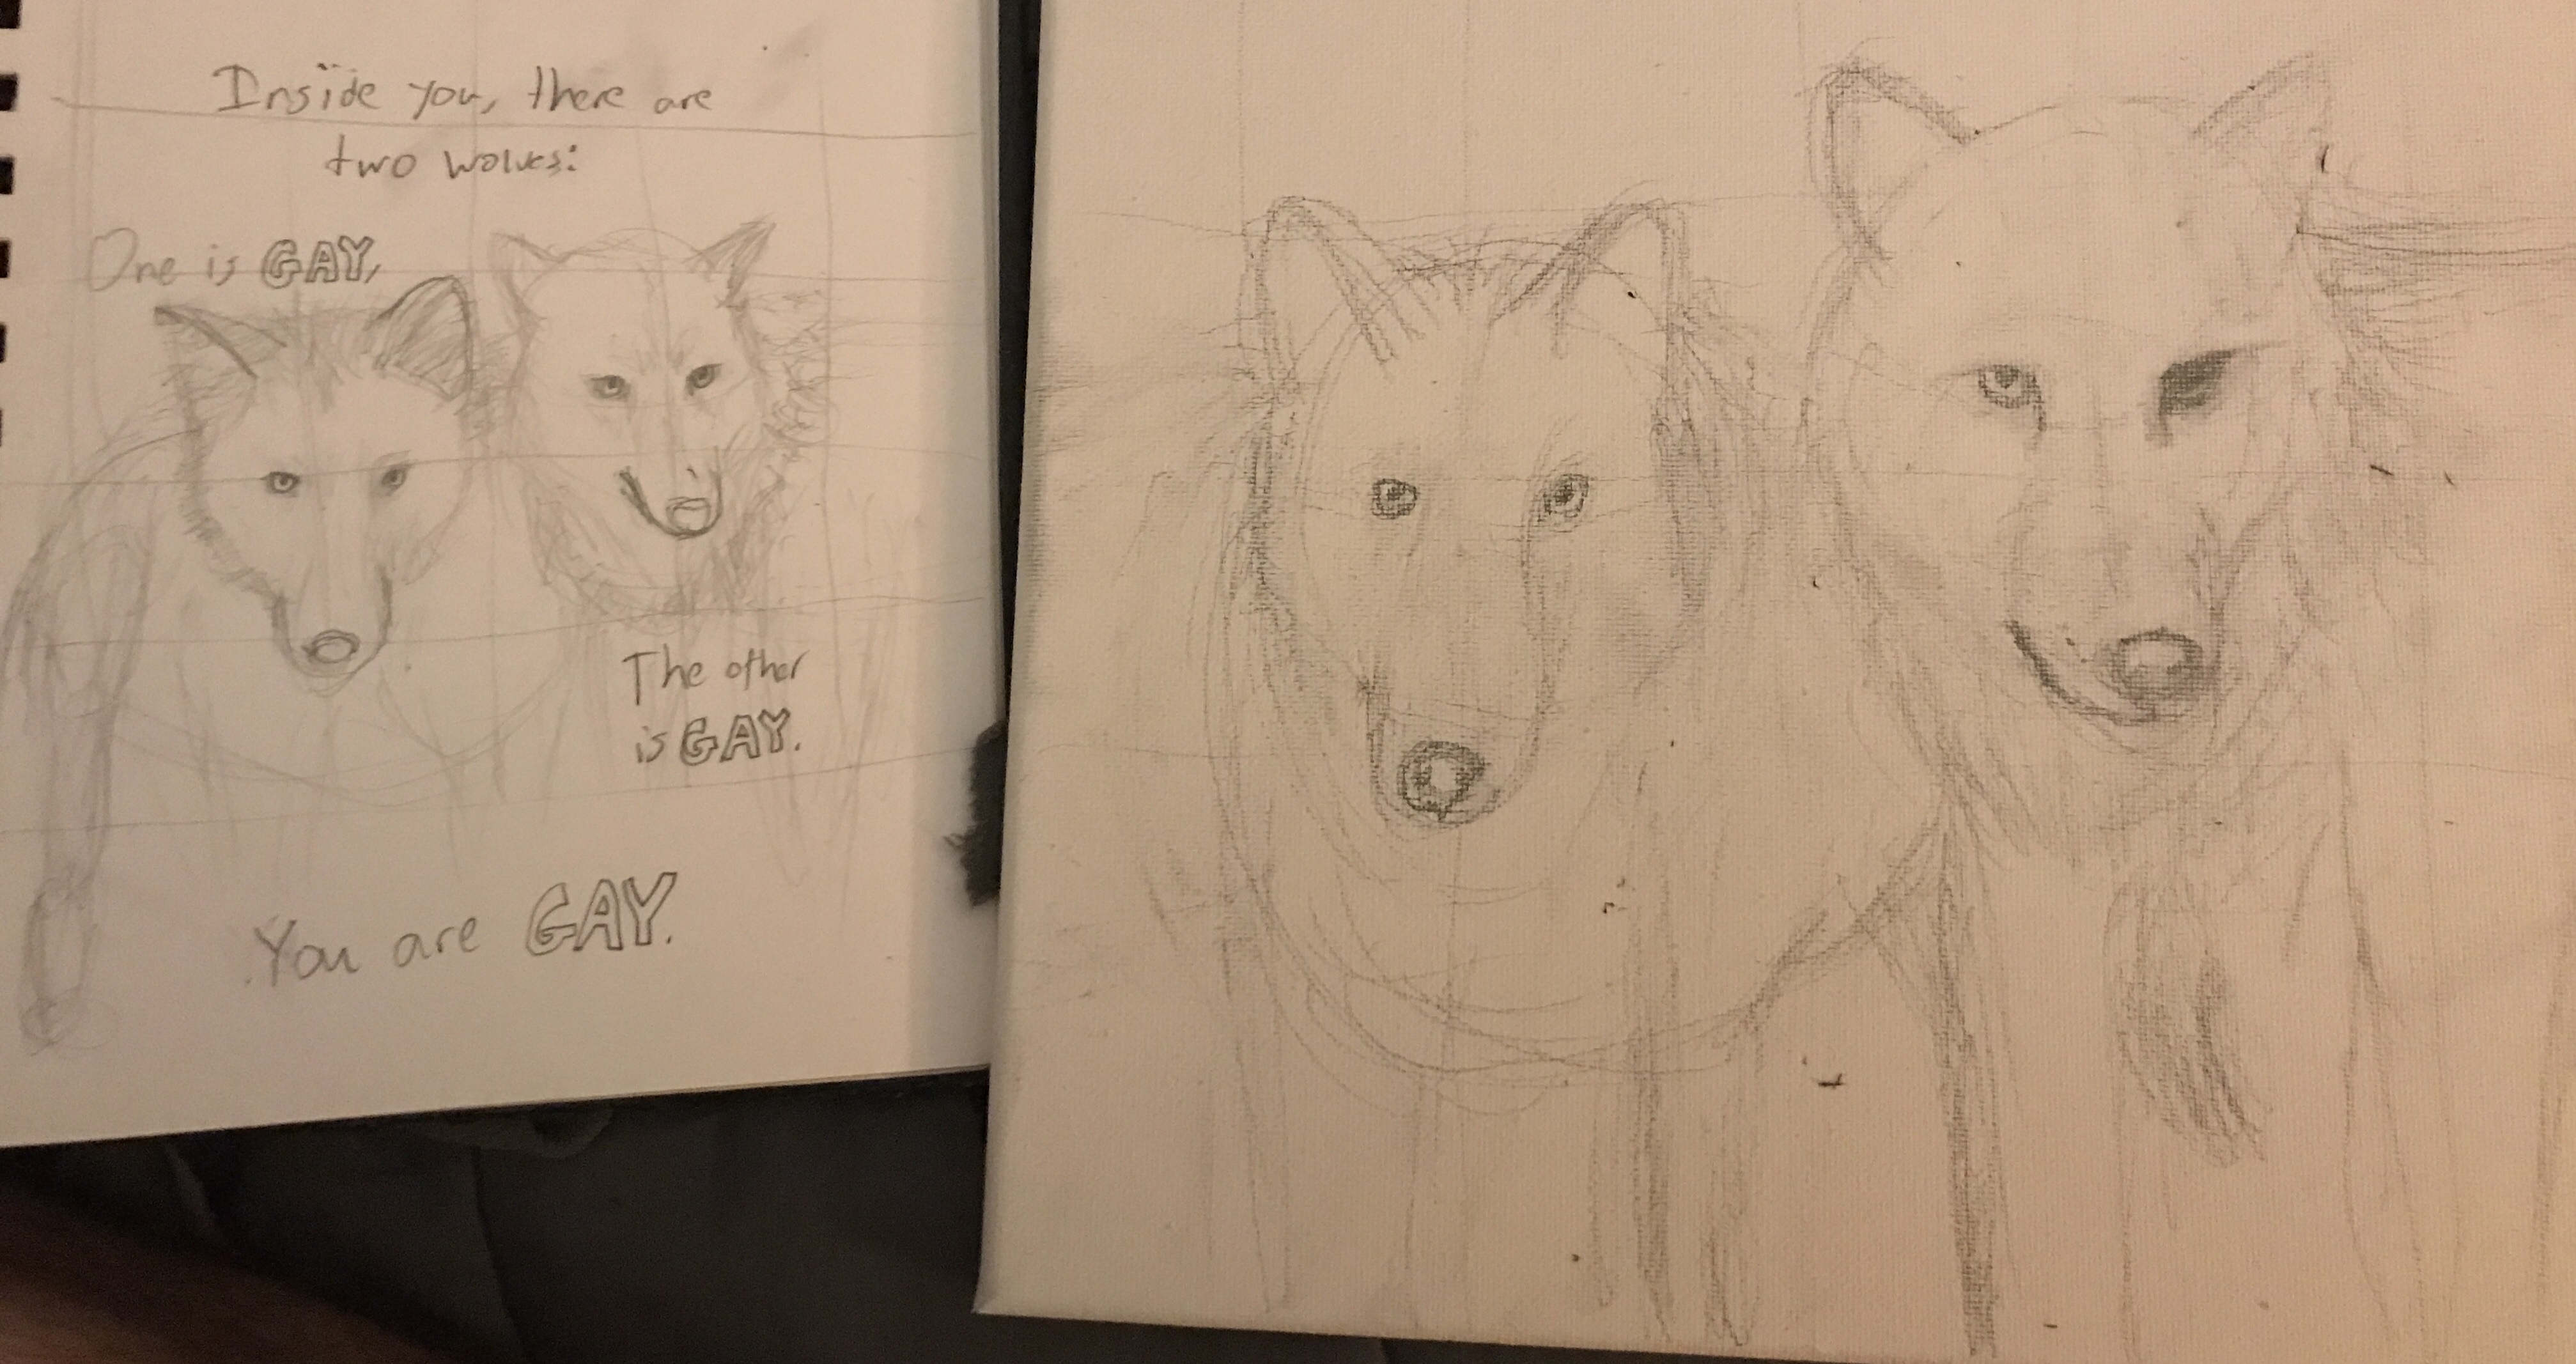 Inside you, there are
two wolves:
One is GAY,
The other
is GAY.
You are GAY.